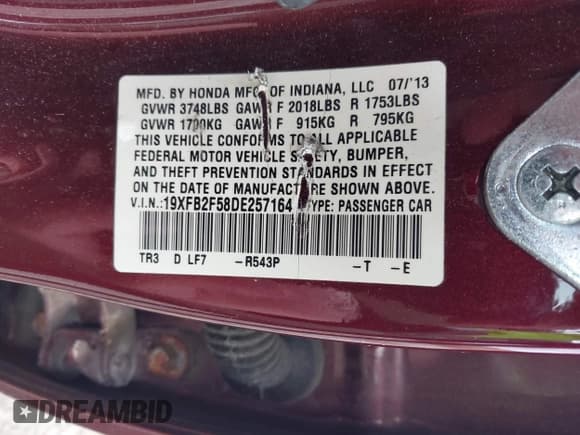 MFD. BY HONDA MFG OF INDIANA, LLC 07/'13
GVWR 3748LBS GAWR F 2018LBS R 1753LBS
GVWR 1700KG GAWR F 915KG R 795KG
THIS VEHICLE CONFORMS TO ALL APPLICABLE
FEDERAL MOTOR VEHICLE SAFETY, BUMPER,
AND THEFT PREVENTION STANDARDS IN EFFECT
ON THE DATE OF MANUFACTURE SHOWN ABOVE.
V.I.N.:19XFB2F58DE257164 TYPE: PASSENGER CAR
TR3 D LF7 -R543P -T -E
DREAMBID